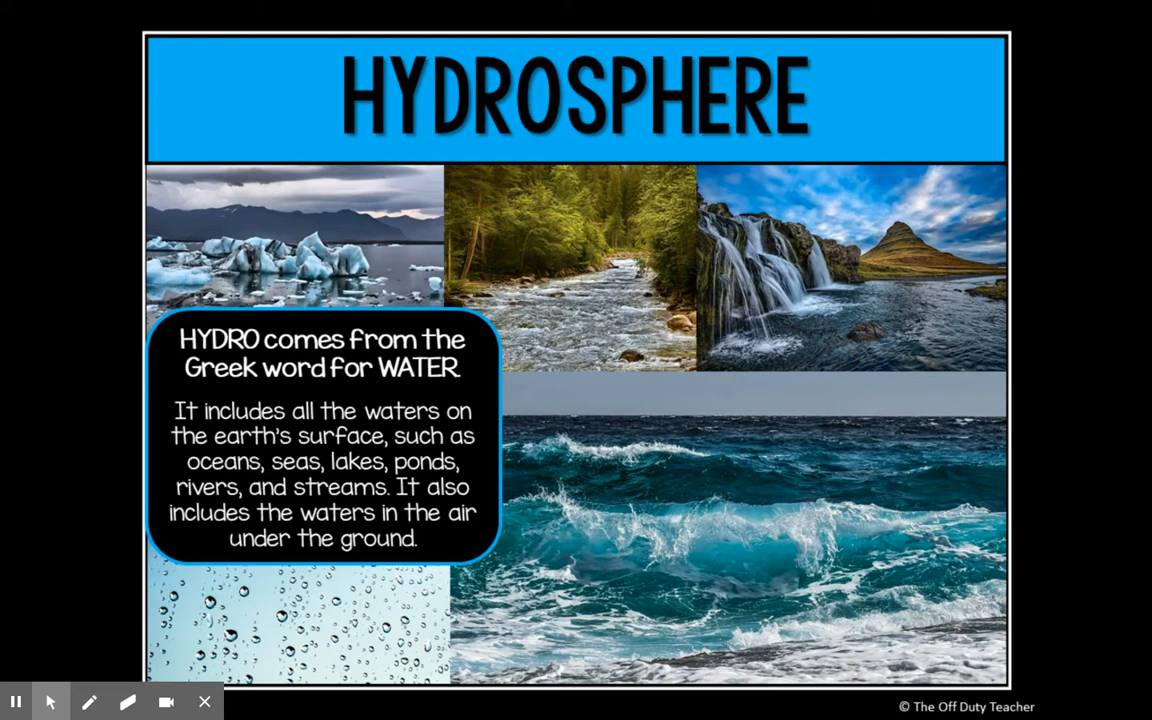 HYDROSPHERE
HYDRO comes from the
Greek word for WATER.
It includes all the waters on
the earth's surface, such as
oceans, seas, lakes, ponds,
rivers, and streams. It also
includes the waters in the air
under the ground.
© The Off Duty Teacher